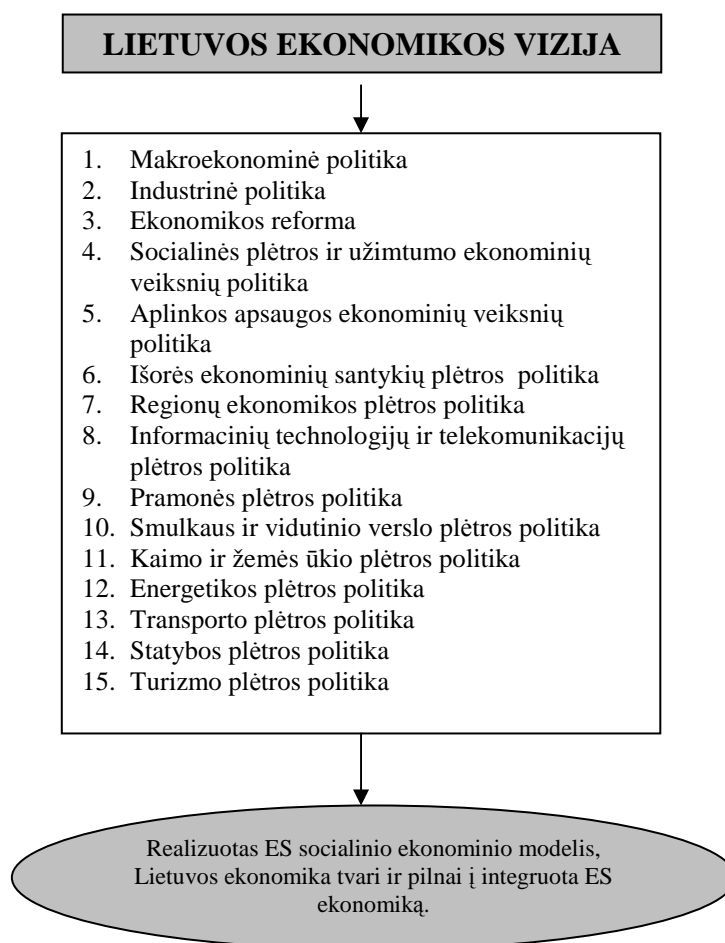 LIETUVOS EKONOMIKOS VIZIJA
1. Makroekonominė politika
2. Industrinė politika
3. Ekonomikos reforma
4. Socialinės plėtros ir užimtumo ekonominių
veiksnių politika
5. Aplinkos apsaugos ekonominių veiksnių
politika
6. Išorės ekonominių santykių plėtros politika
7. Regionų ekonomikos plėtros politika
8. Informacinių technologijų ir telekomunikacijų
plėtros politika
9. Pramonės plėtros politika
10. Smulkaus ir vidutinio verslo plėtros politika
11. Kaimo ir žemės ūkio plėtros politika
12. Energetikos plėtros politika
13. Transporto plėtros politika
14. Statybos plėtros politika
15. Turizmo plėtros politika
Realizuotas ES socialinio ekonominio modelis,
Lietuvos ekonomika tvari ir pilnai į integruota ES
ekonomiką.